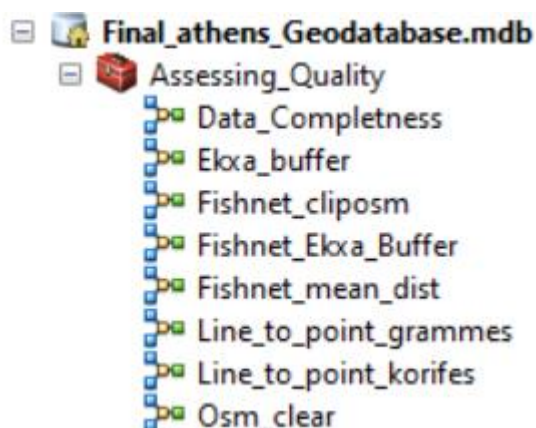 Final_athens_Geodatabase.mdb
Assessing_Quality
Data_Completness
Ekxa_buffer
Fishnet_cliposm
Fishnet_Ekxa_Buffer
Fishnet_mean_dist
Line_to_point_grammes
Line_to_point_korifes
Osm_clear